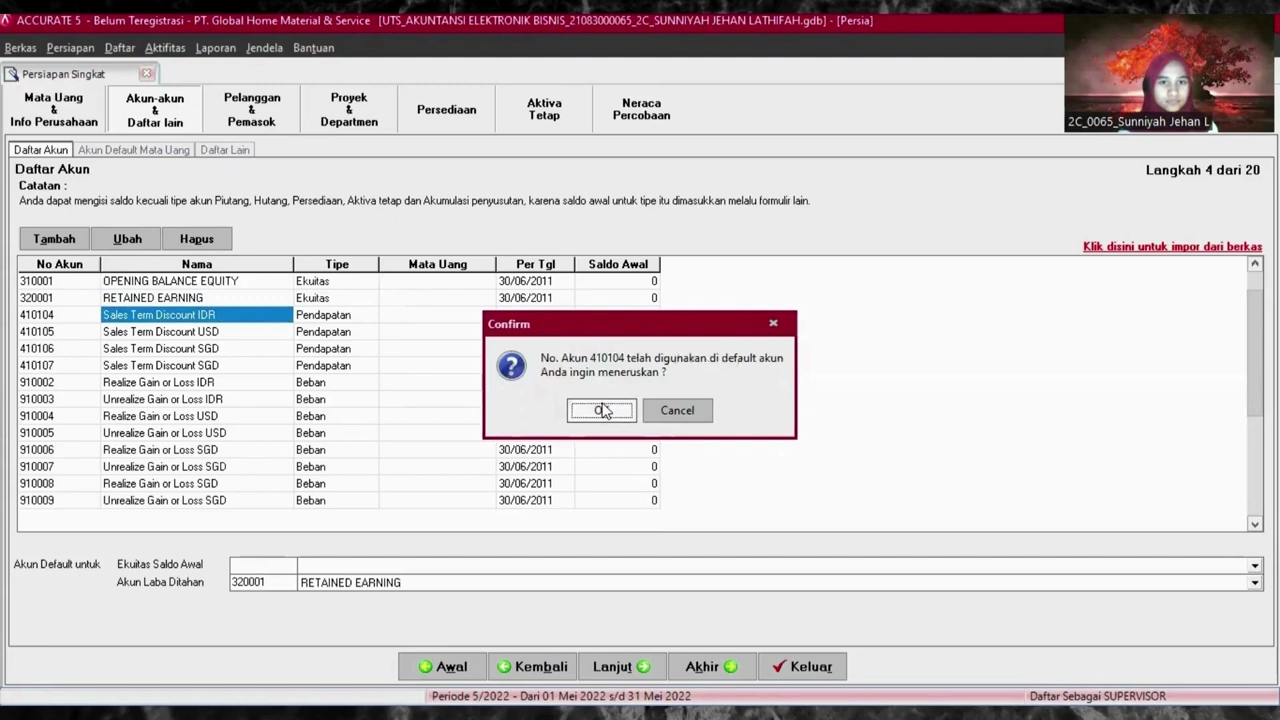 ACCURATE 5 - Belum Teregistrasi - PT. Global Home Material & Service [UTS_AKUNTANSI ELEKTRONIK BISNIS_21083000065_2C_SUNNIYAH JEHAN LATHIFAH.gdb] - [Persia
Berkas Persiapan Daftar Aktifitas Laporan Jendela Bantuan
Persiapan Singkat
Mata Uang & Info Perusahaan
Akun-akun & Daftar lain
Pelanggan & Pemasok
Proyek & Departmen
Persediaan
Aktiva Tetap
Neraca Percobaan
2C_0065_Sunniyah Jehan L
Daftar Akun Akun Default Mata Uang Daftar Lain
Daftar Akun Langkah 4 dari 20
Catatan :
Anda dapat mengisi saldo kecuali tipe akun Piutang, Hutang, Persediaan, Aktiva tetap dan Akumulasi penyusutan, karena saldo awal untuk tipe itu dimasukkan melalu formulir lain.
Tambah Ubah Hapus Klik disini untuk impor dari berkas
No Akun Nama Tipe Mata Uang Per Tgl Saldo Awal
310001 OPENING BALANCE EQUITY Ekuitas 30/06/2011 0
320001 RETAINED EARNING Ekuitas 30/06/2011 0
410104 Sales Term Discount IDR Pendapatan
410105 Sales Term Discount USD Pendapatan
410106 Sales Term Discount SGD Pendapatan
410107 Sales Term Discount SGD Pendapatan
910002 Realize Gain or Loss IDR Beban
910003 Unrealize Gain or Loss IDR Beban
910004 Realize Gain or Loss USD Beban
910005 Unrealize Gain or Loss USD Beban
910006 Realize Gain or Loss SGD Beban 30/06/2011 0
910007 Unrealize Gain or Loss SGD Beban 30/06/2011 0
910008 Realize Gain or Loss SGD Beban 30/06/2011 0
910009 Unrealize Gain or Loss SGD Beban 30/06/2011 0
Confirm
No. Akun 410104 telah digunakan di default akun
Anda ingin meneruskan ?
Cancel
Akun Default untuk Ekuitas Saldo Awal
Akun Laba Ditahan 320001 RETAINED EARNING
Awal Kembali Lanjut Akhir Keluar
Periode 5/2022 - Dari 01 Mei 2022 s/d 31 Mei 2022 Daftar Sebagai SUPERVISOR